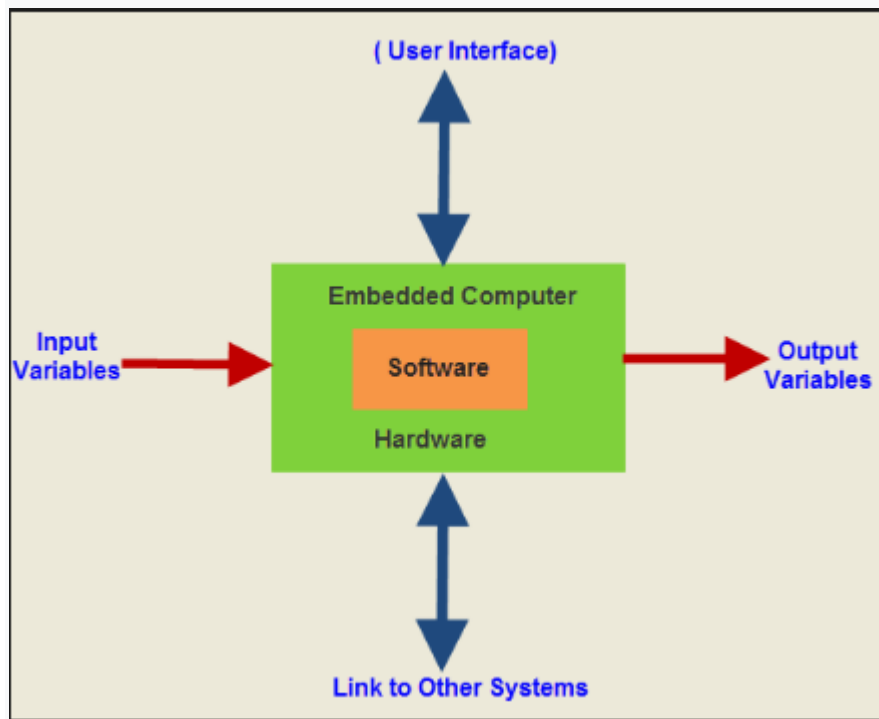 ( User Interface)
Embedded Computer
Input
Variables
Software
Output
Variables
Hardware
Link to Other Systems